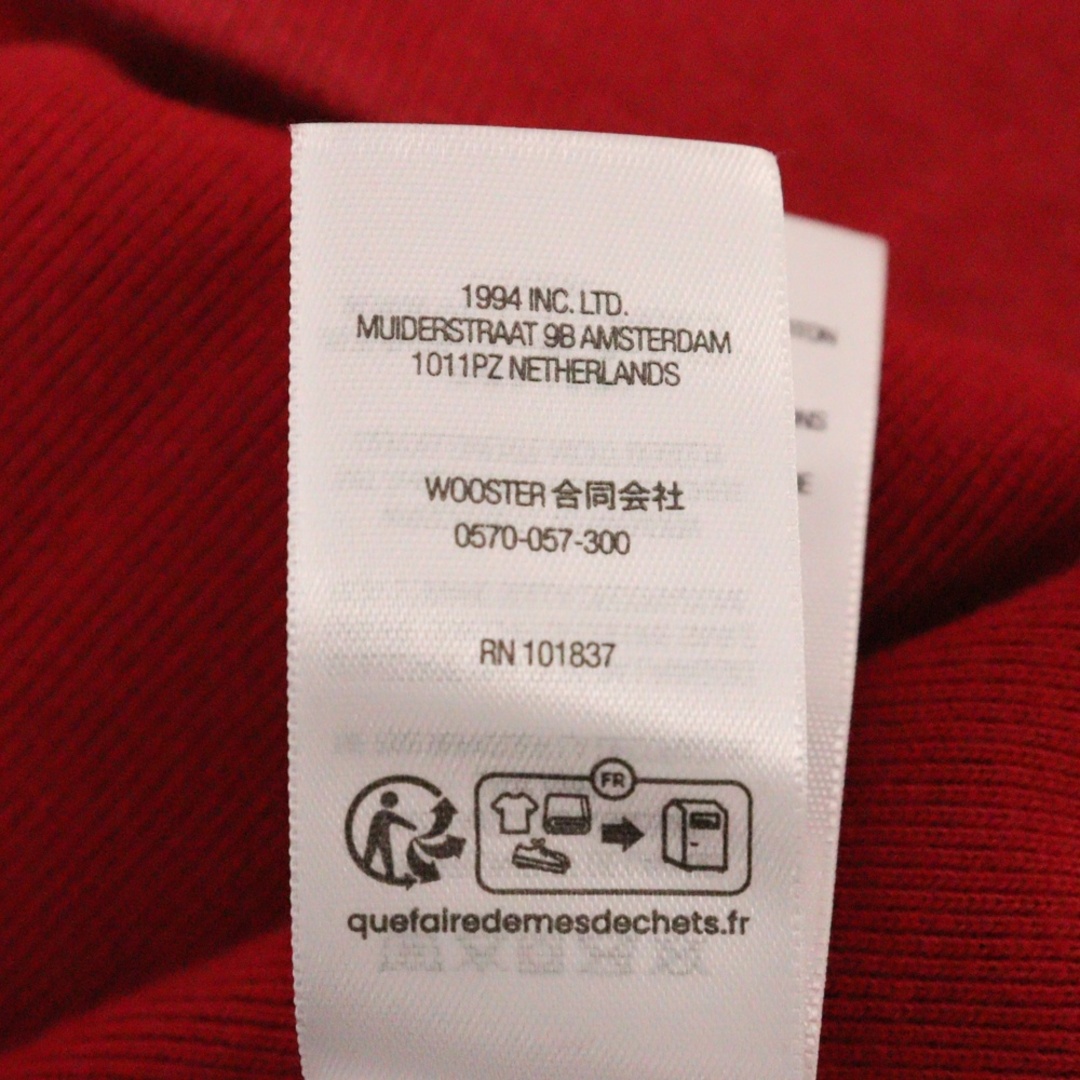 1994 INC. LTD.
MUIDERSTRAAT 9B AMSTERDAM
1011PZ NETHERLANDS
WOOSTER 合同会社
0570-057-300
RN 101837
FR
quefairedemesdechets.fr